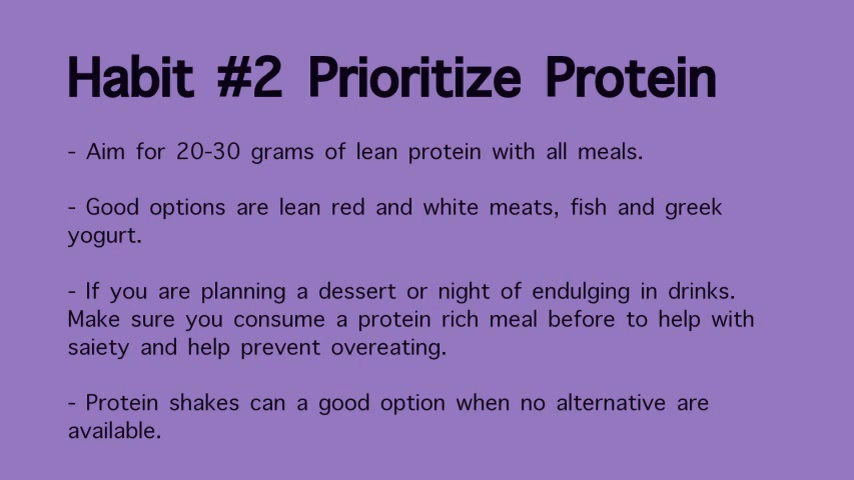 Habit #2 Prioritize Protein
- Aim for 20-30 grams of lean protein with all meals.
- Good options are lean red and white meats, fish and greek
yogurt.
- If you are planning a dessert or night of endulging in drinks.
Make sure you consume a protein rich meal before to help with
saiety and help prevent overeating.
- Protein shakes can a good option when no alternative are
available.